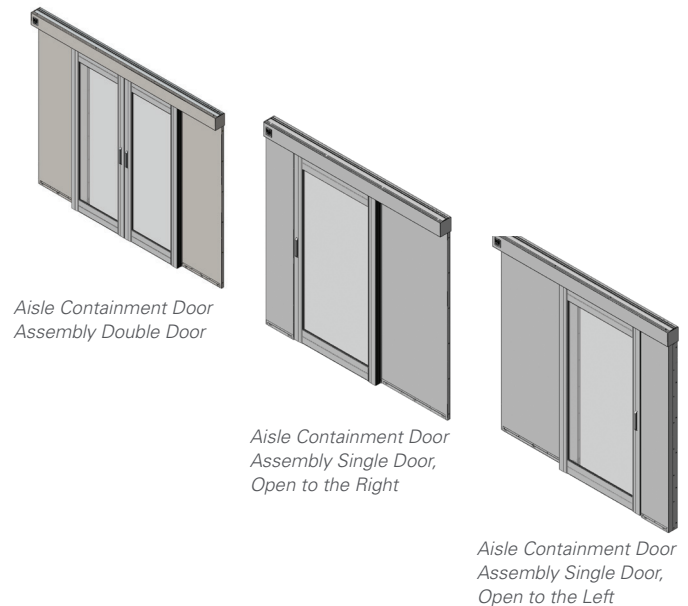 Aisle Containment Door
Assembly Double Door
Aisle Containment Door
Assembly Single Door,
Open to the Right
Aisle Containment Door
Assembly Single Door,
Open to the Left